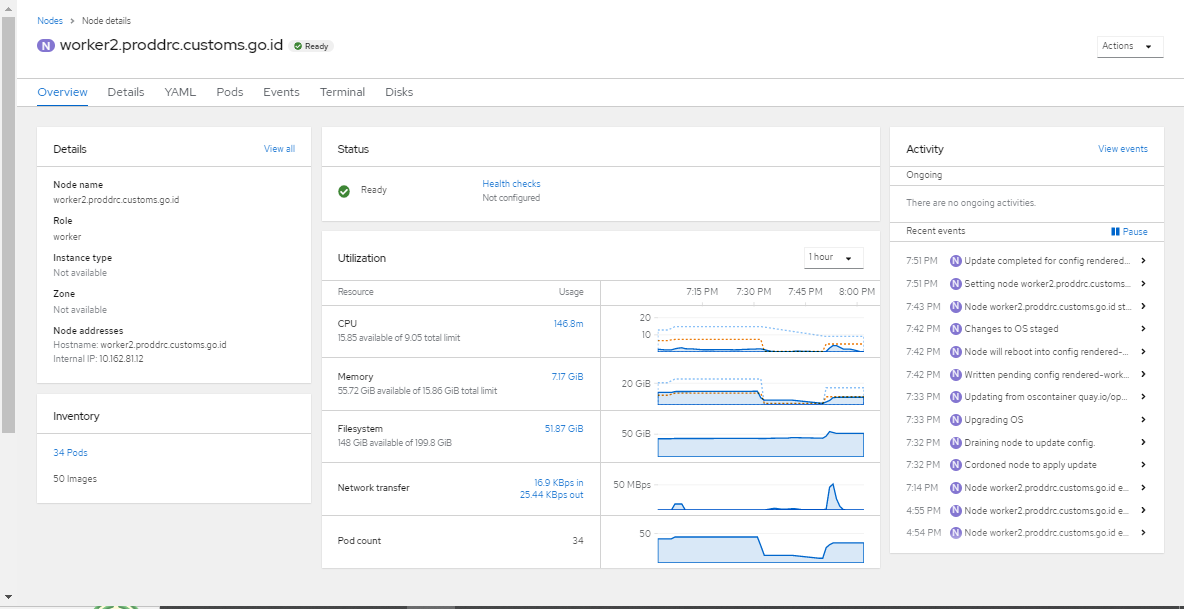 Nodes > Node details
N worker2.proddrc.customs.go.id Ready
Actions
Overview Details YAML Pods Events Terminal Disks
Details View all
Node name
worker2.proddrc.customs.go.id
Role
worker
Instance type
Not available
Zone
Not available
Node addresses
Hostname: worker2.proddrc.customs.go.id
Internal IP: 10.162.81.12
Inventory
34 Pods
50 Images
Status
Ready
Health checks
Not configured
Utilization
1 hour
Resource Usage 7:15 PM 7:30 PM 7:45 PM 8:00 PM
CPU 146.8m
15.85 available of 9.05 total limit
20
10
Memory 7.17 GiB
55.72 GiB available of 15.86 GiB total limit
20 GiB
Filesystem 51.87 GiB
148 GiB available of 199.8 GiB
50 GiB
Network transfer
16.9 KBps in
25.44 KBps out
50 MBps
Pod count 34
50
Activity View events
Ongoing
There are no ongoing activities.
Recent events Pause
7:51 PM N Update completed for config rendered...
7:51 PM N Setting node worker2.proddrc.customs...
7:43 PM N Node worker2.proddrc.customs.go.id st...
7:42 PM N Changes to OS staged
7:42 PM N Node will reboot into config rendered-...
7:42 PM N Written pending config rendered-work...
7:33 PM N Updating from oscontainer quay.io/op...
7:33 PM N Upgrading OS
7:32 PM N Draining node to update config.
7:32 PM N Cordoned node to apply update
7:14 PM N Node worker2.proddrc.customs.go.id e...
4:55 PM N Node worker2.proddrc.customs.go.id e...
4:54 PM N Node worker2.proddrc.customs.go.id e...